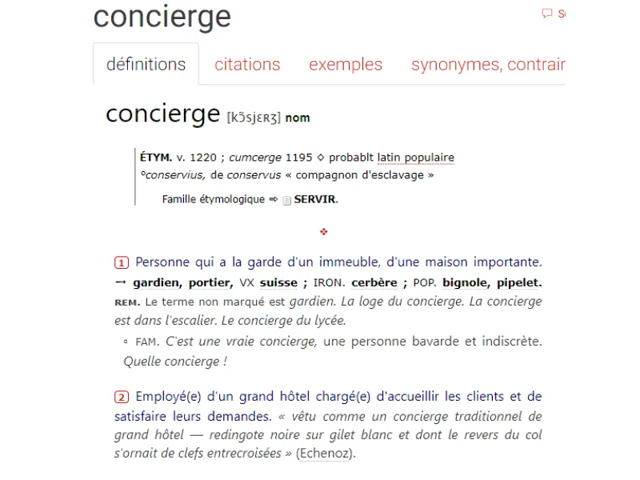 concierge
définitions citations exemples synonymes, contrair
concierge [kɔ̃sjɛʀʒ] nom
ÉTYM. v. 1220 ; cumcerge 1195 ◇ probablt latin populaire
°conservius, de conservus « compagnon d'esclavage »
Famille étymologique ⇨ SERVIR.
1 Personne qui a la garde d'un immeuble, d'une maison importante.
→ gardien, portier, VX suisse ; IRON. cerbère ; POP. bignole, pipelet.
REM. Le terme non marqué est gardien. La loge du concierge. La concierge
est dans l'escalier. Le concierge du lycée.
▫ FAM. C'est une vraie concierge, une personne bavarde et indiscrète.
Quelle concierge !
2 Employé(e) d'un grand hôtel chargé(e) d'accueillir les clients et de
satisfaire leurs demandes. « vêtu comme un concierge traditionnel de
grand hôtel — redingote noire sur gilet blanc et dont le revers du col
s'ornait de clefs entrecroisées » (Echenoz).